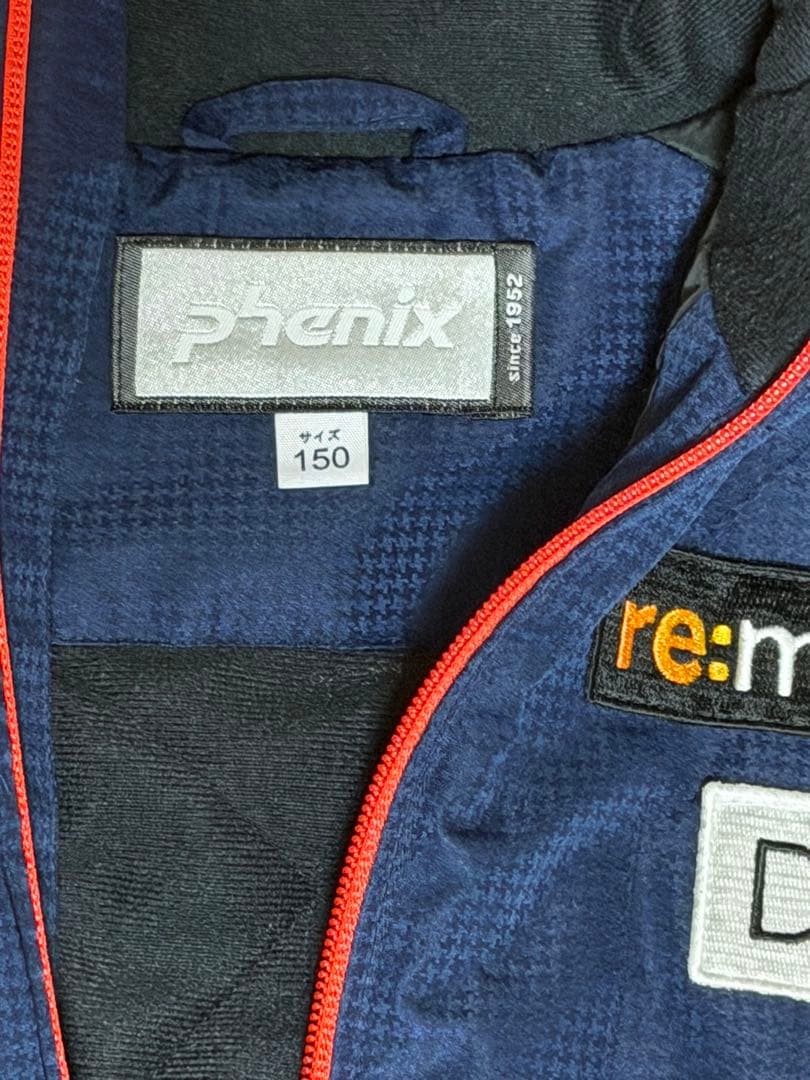 phenix
since 1952
サイズ
150
re:m
D